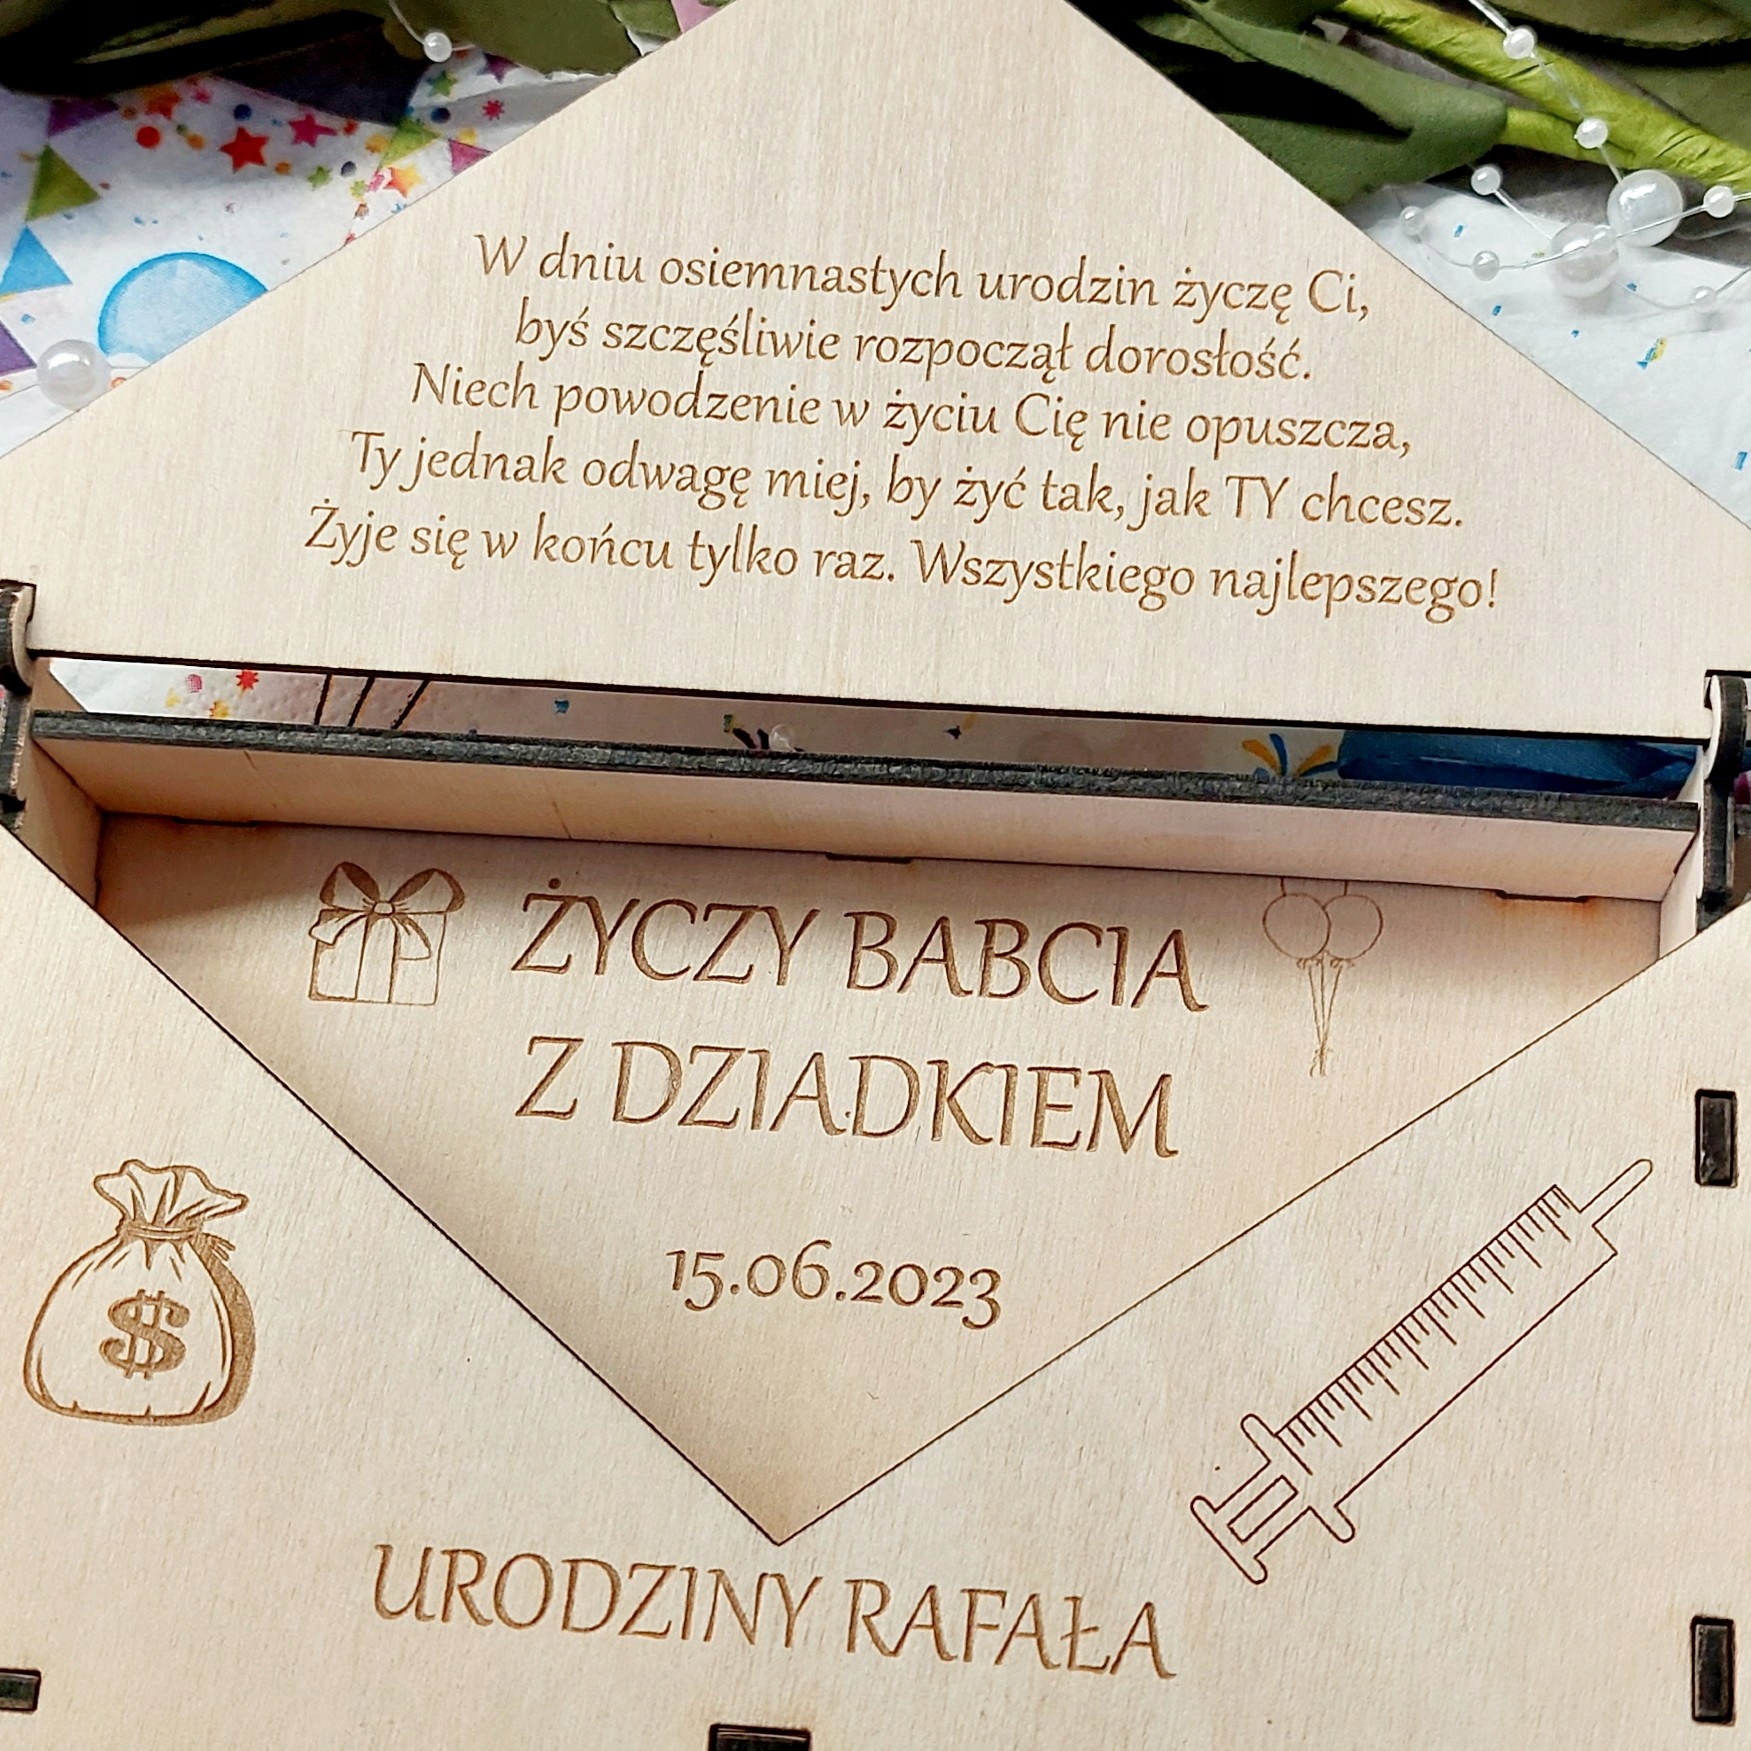 W dniu osiemnastych urodzin życzę Ci,
byś szczęśliwie rozpoczął dorosłość.
Niech powodzenie w życiu Cię nie opuszcza,
Ty jednak odwagę miej, by żyć tak, jak TY chcesz.
Żyje się w końcu tylko raz. Wszystkiego najlepszego!
ŻYCZY BABCIA
Z DZIADKIEM
15.06.2023
$
URODZINY RAFAŁA